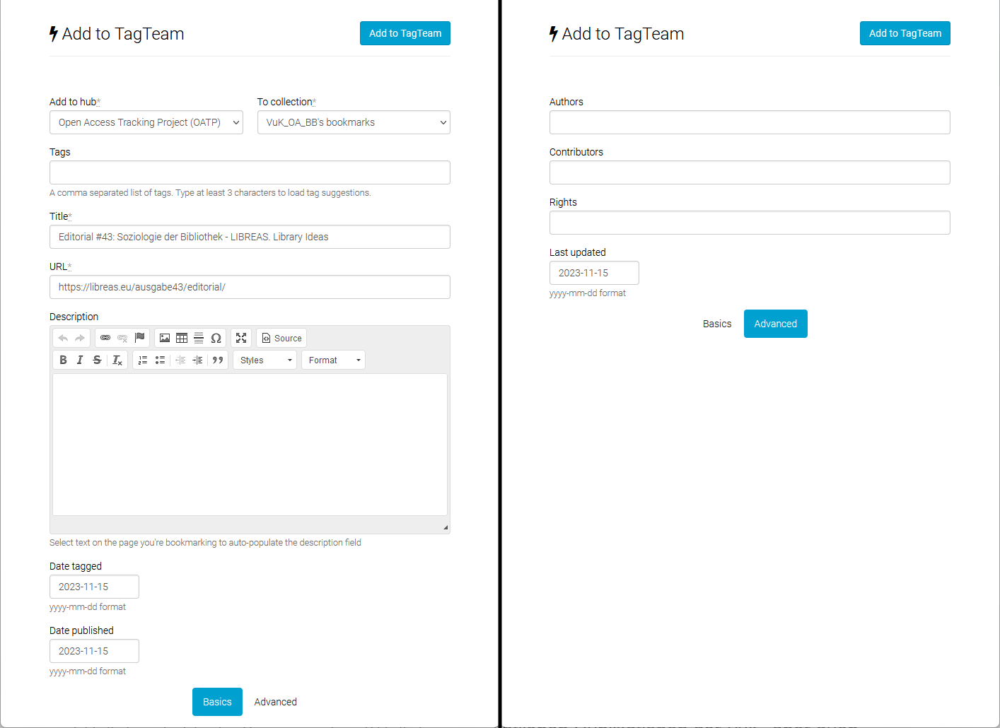 Add to TagTeam
Add to TagTeam
Add to hub*
To collection*
Open Access Tracking Project (OATP)
VuK_OA_BB's bookmarks
Tags
A comma separated list of tags. Type at least 3 characters to load tag suggestions.
Title*
Editorial #43: Soziologie der Bibliothek - LIBREAS. Library Ideas
URL*
https://libreas.eu/ausgabe43/editorial/
Description
Source
B I S Tx
Styles
Format
Select text on the page you're bookmarking to auto-populate the description field
Date tagged
2023-11-15
yyyy-mm-dd format
Date published
2023-11-15
yyyy-mm-dd format
Basics
Advanced
Add to TagTeam
Add to TagTeam
Authors
Contributors
Rights
Last updated
2023-11-15
yyyy-mm-dd format
Basics
Advanced